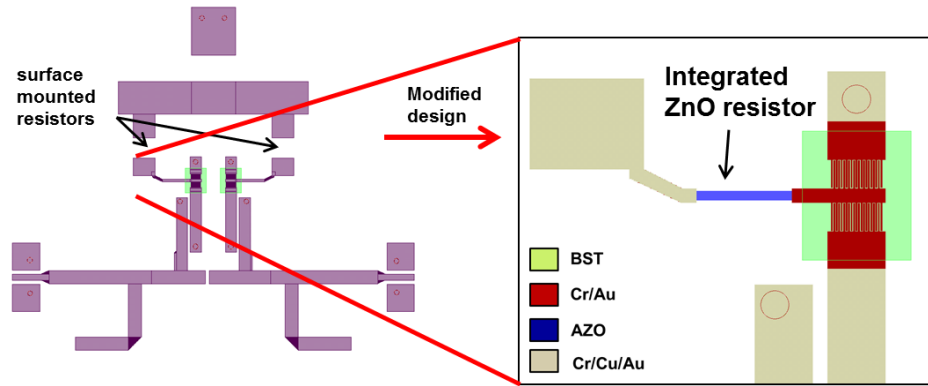 surface
mounted
resistors
Modified
design
Integrated
ZnO resistor
BST
Cr/Au
AZO
Cr/Cu/Au